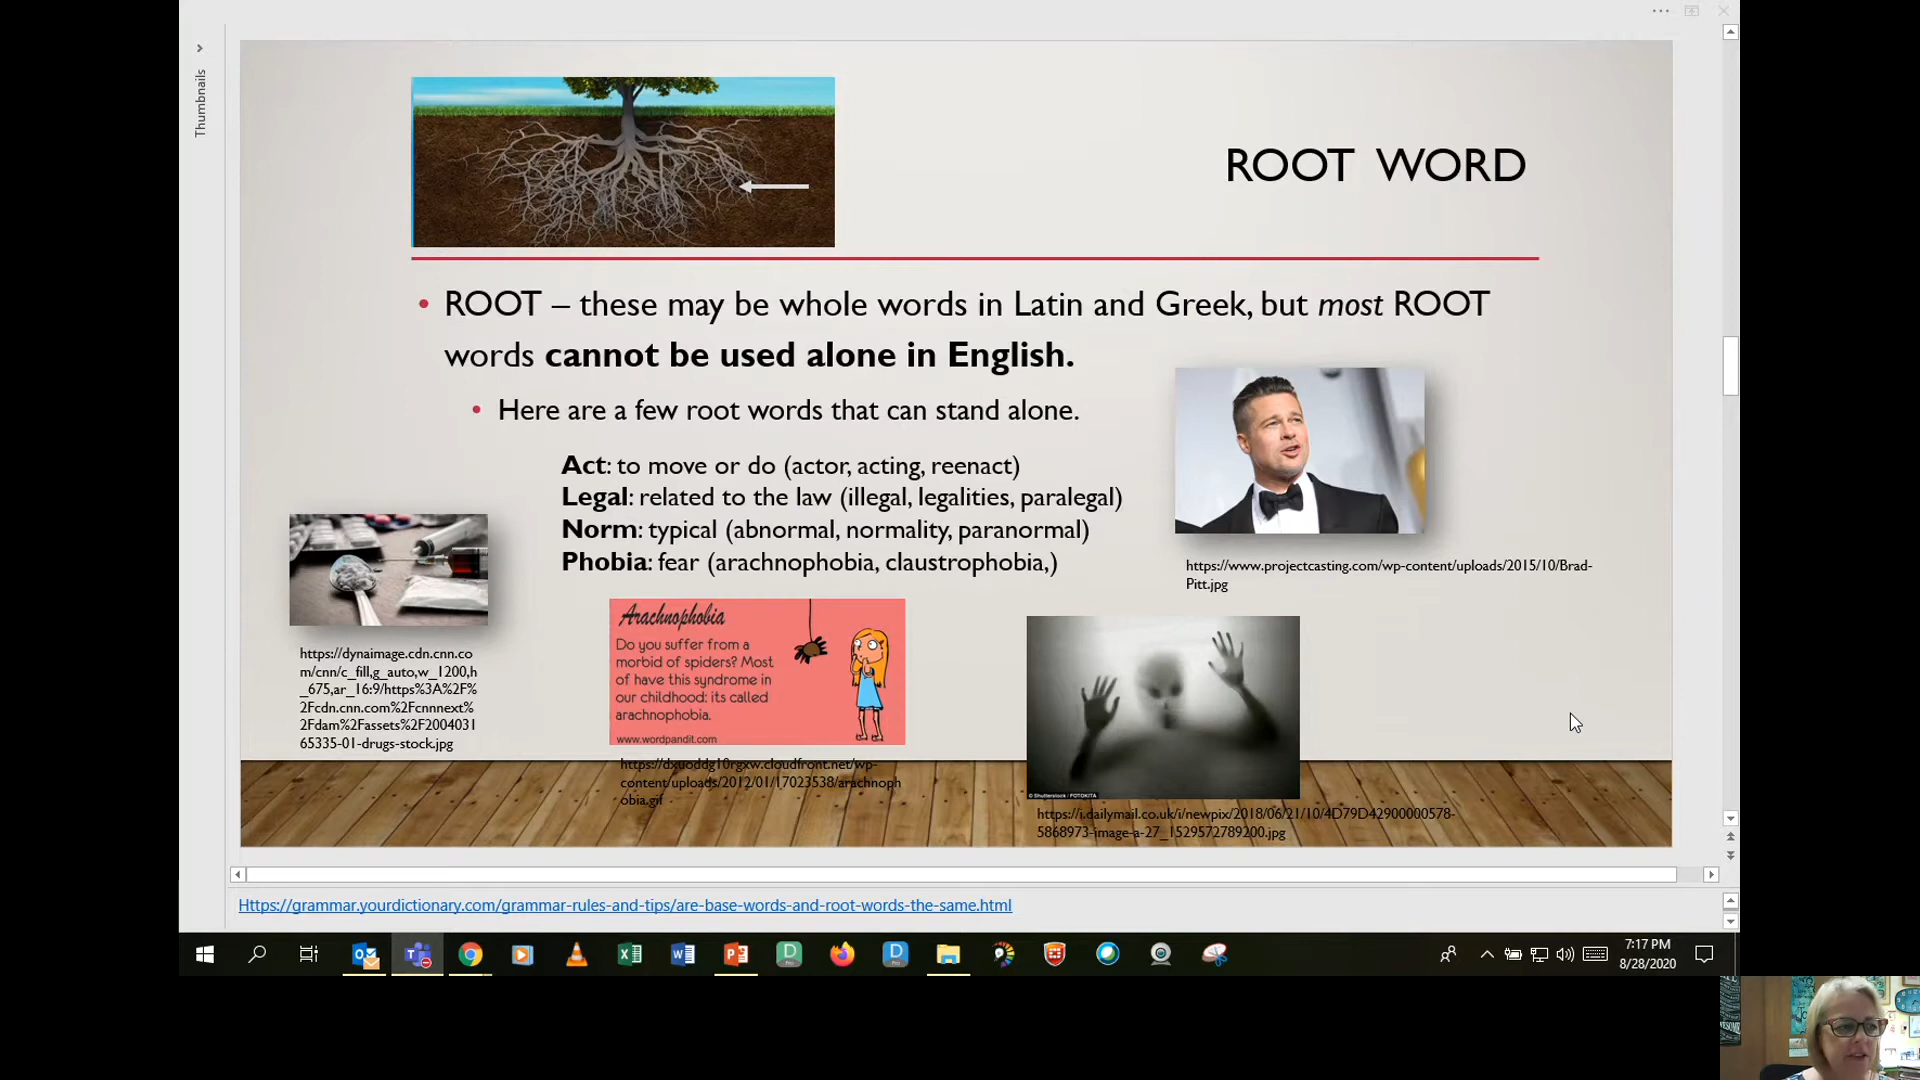 Thumbnails
ROOT WORD
• ROOT – these may be whole words in Latin and Greek, but most ROOT
words cannot be used alone in English.
• Here are a few root words that can stand alone.
Act: to move or do (actor, acting, reenact)
Legal: related to the law (illegal, legalities, paralegal)
Norm: typical (abnormal, normality, paranormal)
Phobia: fear (arachnophobia, claustrophobia,)
https://www.projectcasting.com/wp-content/uploads/2015/10/Brad-
Pitt.jpg
https://dynaimage.cdn.cnn.co
m/cnn/c_fill,g_auto,w_1200,h
_675,ar_16:9/https%3A%2F%
2Fcdn.cnn.com%2Fcnnnext%
2Fdam%2Fassets%2F2004031
65335-01-drugs-stock.jpg
Arachnophobia
Do you suffer from a
morbid of spiders? Most
of have this syndrome in
our childhood: its called
arachnophobia.
www.wordpandit.com
https://dxuoddg10rgxw.cloudfront.net/wp-
content/uploads/2012/01/17023538/arachnoph
obia.gif
© Shutterstock / FOTOKITA
https://i.dailymail.co.uk/i/newpix/2018/06/21/10/4D79D42900000578-
5868973-image-a-27_1529572789200.jpg
Https://grammar.yourdictionary.com/grammar-rules-and-tips/are-base-words-and-root-words-the-same.html
7:17 PM
8/28/2020